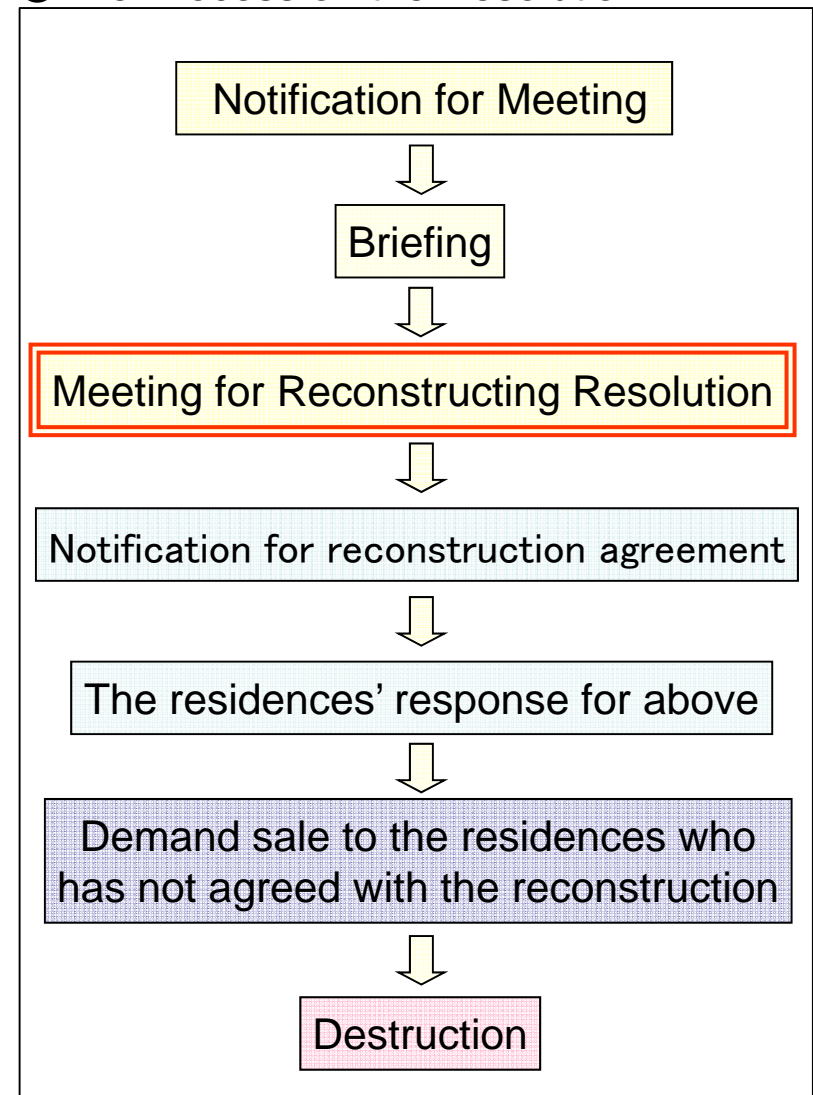 Notification for Meeting
Briefing
Meeting for Reconstructing Resolution
Notification for reconstruction agreement
The residences’ response for above
Demand sale to the residences who
has not agreed with the reconstruction
Destruction